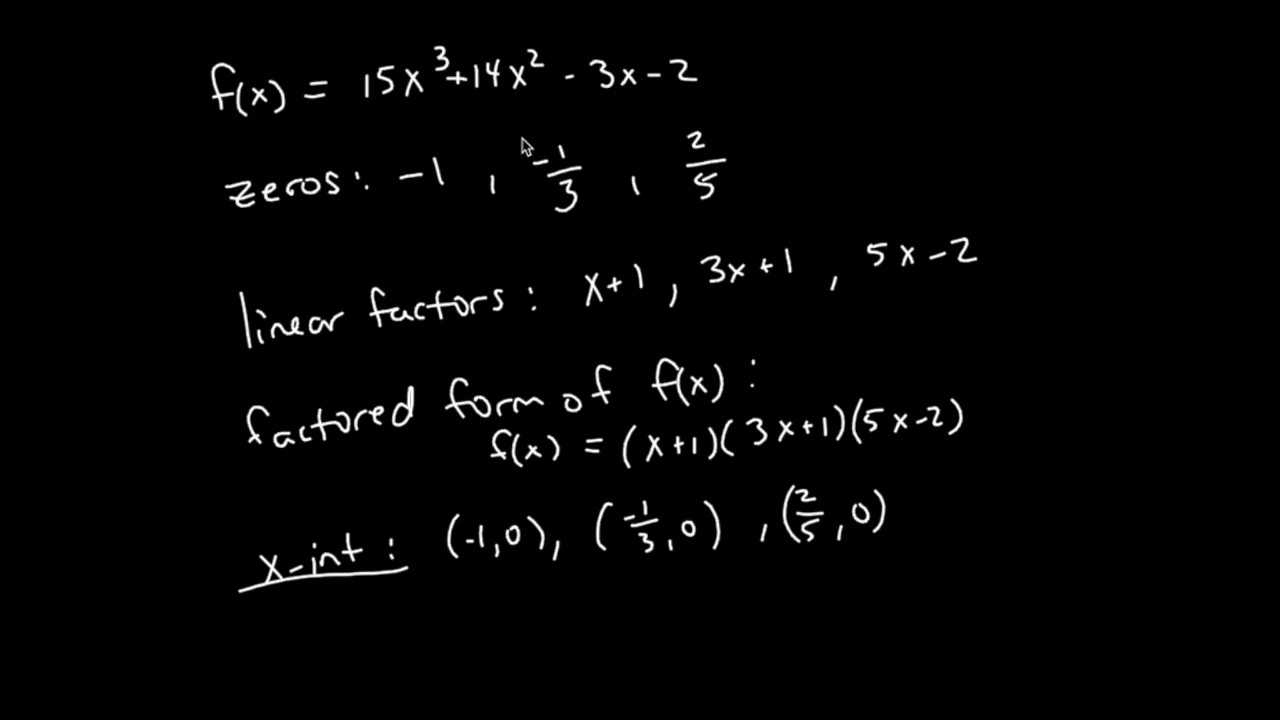 f(x) = 15x³+14x² - 3x - 2
zeros: -1 , -1/3 , 2/5
linear factors: x+1 , 3x+1 , 5x-2
factored form of f(x):
f(x) = (x+1)(3x+1)(5x-2)
x-int: (-1,0), (-1/3,0) , (2/5,0)